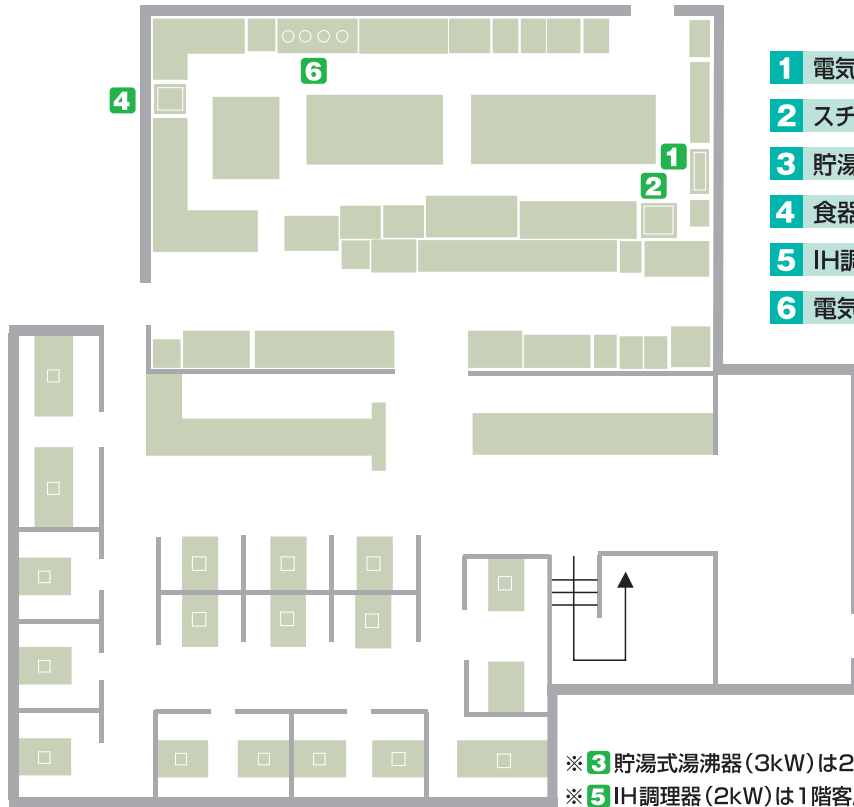 6
4
1
2
1 電気
2 スチ
3 貯湯
4 食器
5 IH調
6 電気
※3貯湯式湯沸器(3kW)は2
※5IH調理器(2kW)は1階客